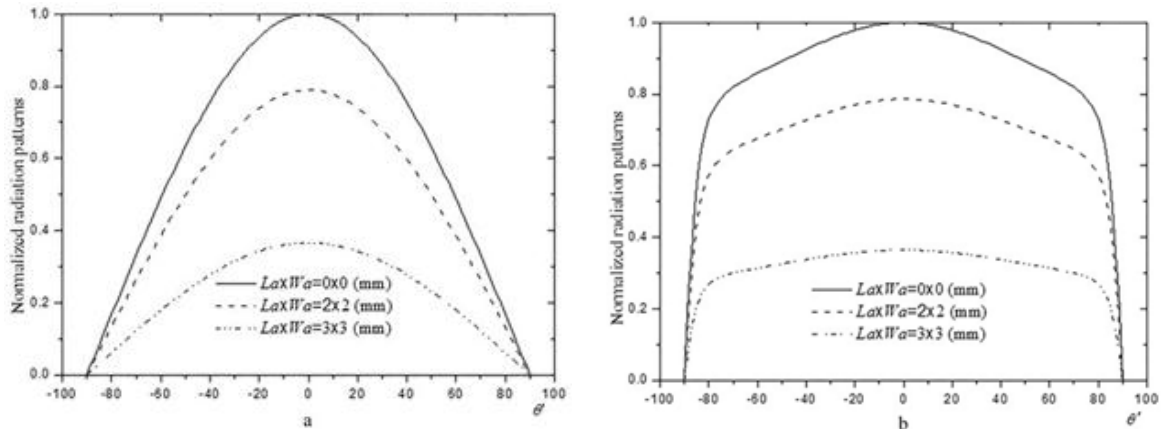 Normalized radiation patterns
1.0
0.8
0.6
0.4
0.2
0.0
LaxWa=0x0 (mm)
LaxWa=2x2 (mm)
LaxWa=3x3 (mm)
-100 -80 -60 -40 -20 0 20 40 60 80 100
θ'
a
Normalized radiation patterns
1.0
0.8
0.6
0.4
0.2
0.0
LaxWa=0x0 (mm)
LaxWa=2x2 (mm)
LaxWa=3x3 (mm)
-100 -80 -60 -40 -20 0 20 40 60 80 100
θ'
b